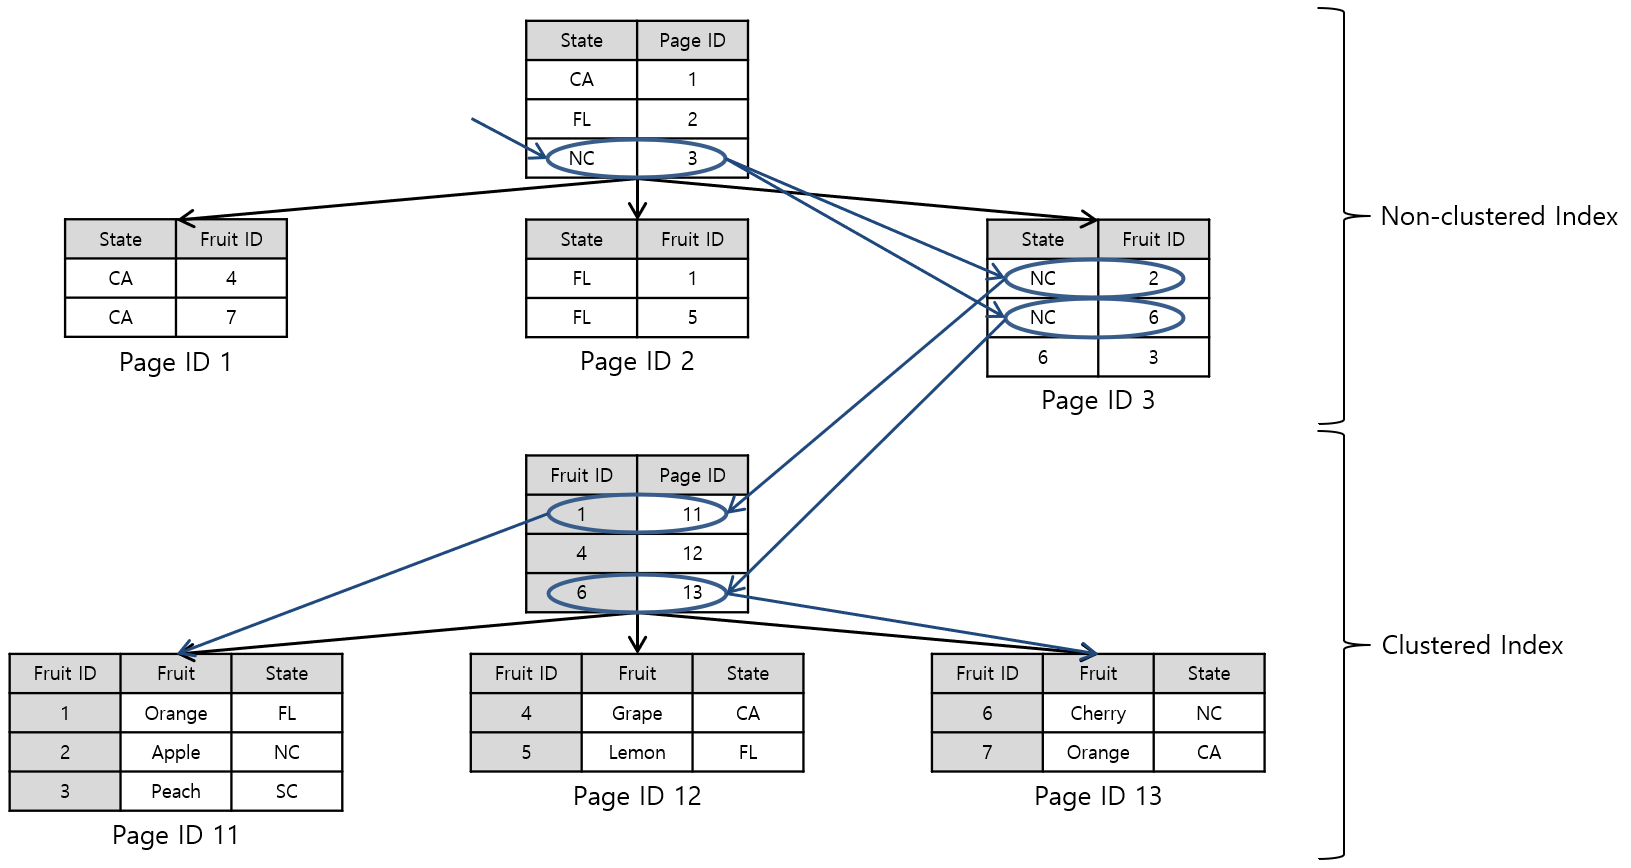 State Page ID
CA 1
FL 2
NC 3
Non-clustered Index
State Fruit ID
CA 4
CA 7
Page ID 1
State Fruit ID
FL 1
FL 5
Page ID 2
State Fruit ID
NC 2
NC 6
6 3
Page ID 3
Fruit ID Page ID
1 11
4 12
6 13
Clustered Index
Fruit ID Fruit State
1 Orange FL
2 Apple NC
3 Peach SC
Page ID 11
Fruit ID Fruit State
4 Grape CA
5 Lemon FL
Page ID 12
Fruit ID Fruit State
6 Cherry NC
7 Orange CA
Page ID 13